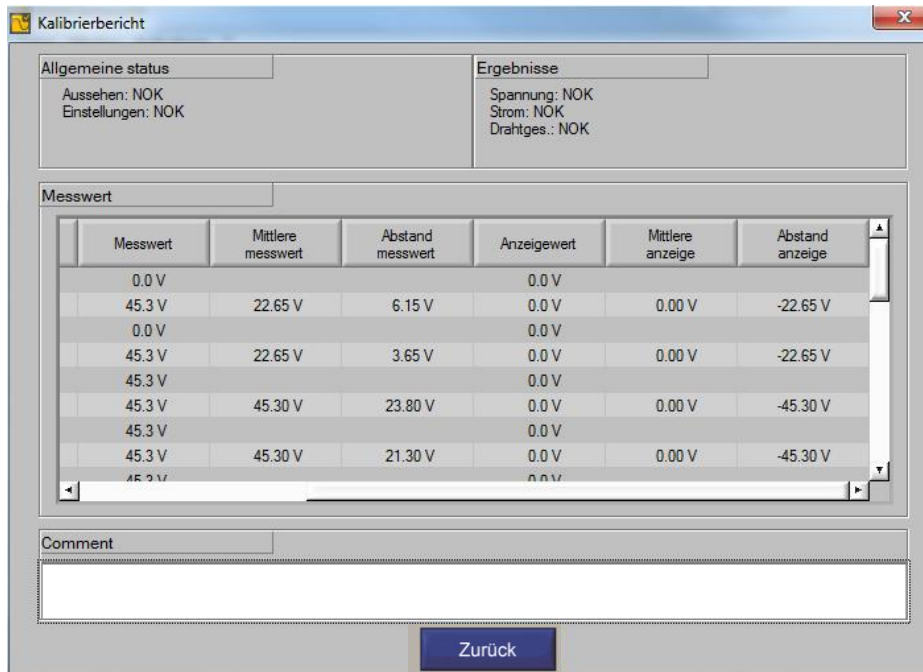 Kalibrierbericht
Allgemeine status
Aussehen: NOK
Einstellungen: NOK
Ergebnisse
Spannung: NOK
Strom: NOK
Drahtges.: NOK
Messwert
Messwert Mittlere messwert Abstand messwert Anzeigewert Mittlere anzeige Abstand anzeige
0.0 V 0.0 V
45.3 V 22.65 V 6.15 V 0.0 V 0.00 V -22.65 V
0.0 V 0.0 V
45.3 V 22.65 V 3.65 V 0.0 V 0.00 V -22.65 V
45.3 V 0.0 V
45.3 V 45.30 V 23.80 V 0.0 V 0.00 V -45.30 V
45.3 V 0.0 V
45.3 V 45.30 V 21.30 V 0.0 V 0.00 V -45.30 V
45.3 V 0.0 V
Comment
Zurück